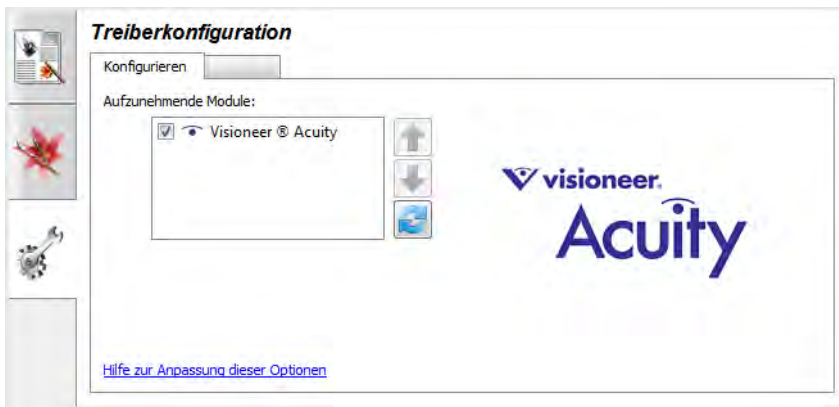 Treiberkonfiguration
Konfigurieren
Aufzunehmende Module:
Visioneer ® Acuity
visioneer.
Acuity
Hilfe zur Anpassung dieser Optionen